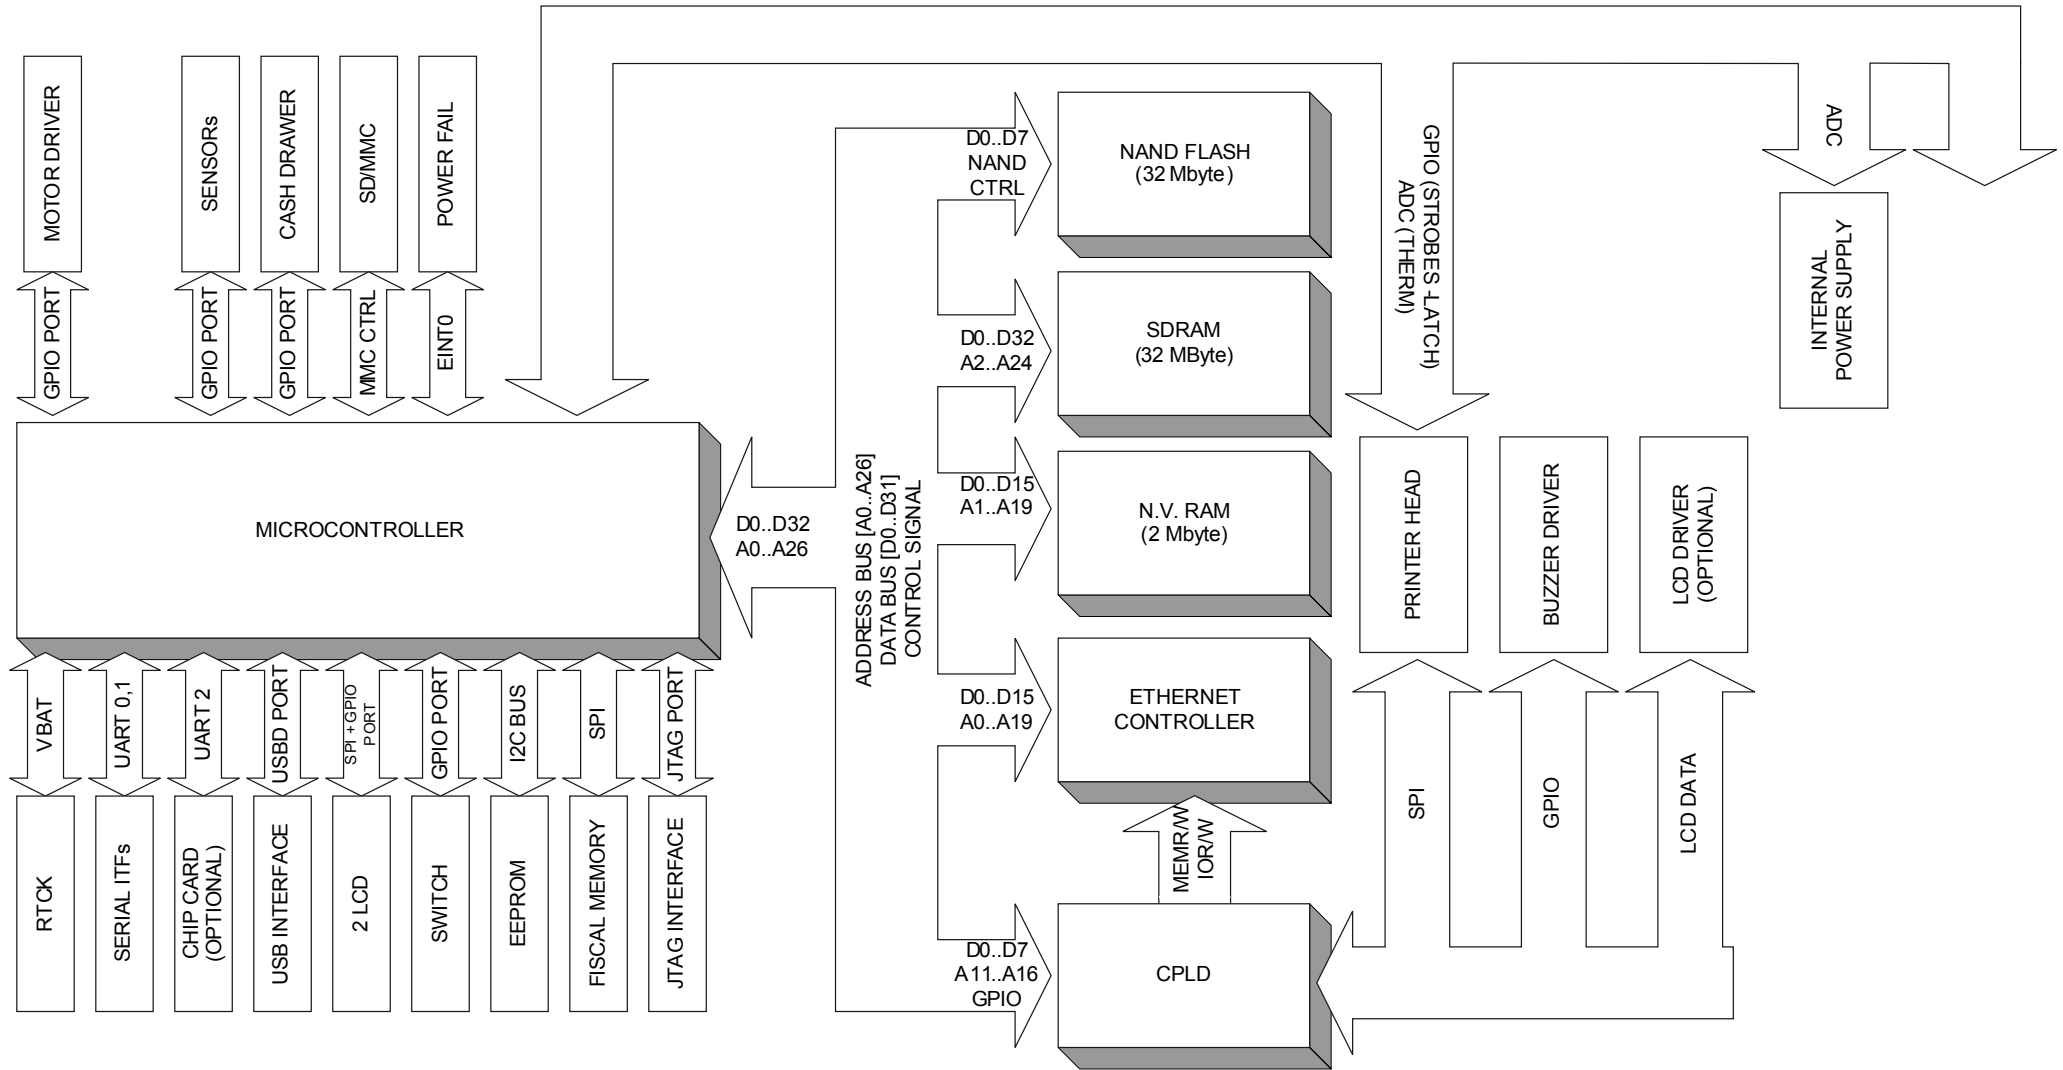 MOTOR DRIVER
SENSORs
CASH DRAWER
SD/MMC
POWER FAIL
GPIO PORT
GPIO PORT
GPIO PORT
MMC CTRL
EINT0
MICROCONTROLLER
VBAT
UART 0,1
UART 2
USBD PORT
SPI + GPIO
PORT
GPIO PORT
I2C BUS
SPI
JTAG PORT
RTCK
SERIAL ITFs
CHIP CARD
(OPTIONAL)
USB INTERFACE
2 LCD
SWITCH
EEPROM
FISCAL MEMORY
JTAG INTERFACE
D0..D32
A0..A26
ADDRESS BUS [A0..A26]
DATA BUS [D0..D31]
CONTROL SIGNAL
D0..D7
NAND
CTRL
NAND FLASH
(32 Mbyte)
D0..D32
A2..A24
SDRAM
(32 MByte)
D0..D15
A1..A19
N.V. RAM
(2 Mbyte)
D0..D15
A0..A19
ETHERNET
CONTROLLER
MEMR/W
IOR/W
D0..D7
A11..A16
GPIO
CPLD
GPIO (STROBES -LATCH)
ADC (THERM)
ADC
INTERNAL
POWER SUPPLY
PRINTER HEAD
BUZZER DRIVER
LCD DRIVER
(OPTIONAL)
SPI
GPIO
LCD DATA